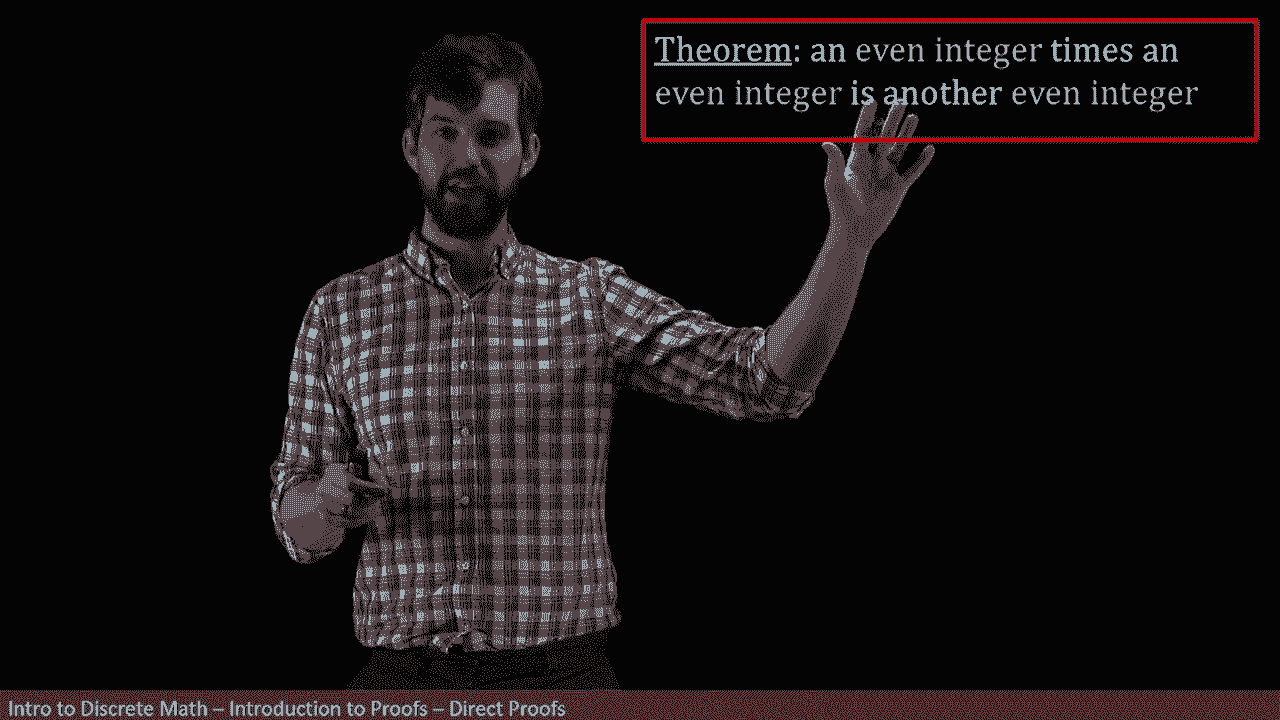 Theorem: an even integer times an
even integer is another even integer
Intro to Discrete Math – Introduction to Proofs – Direct Proofs